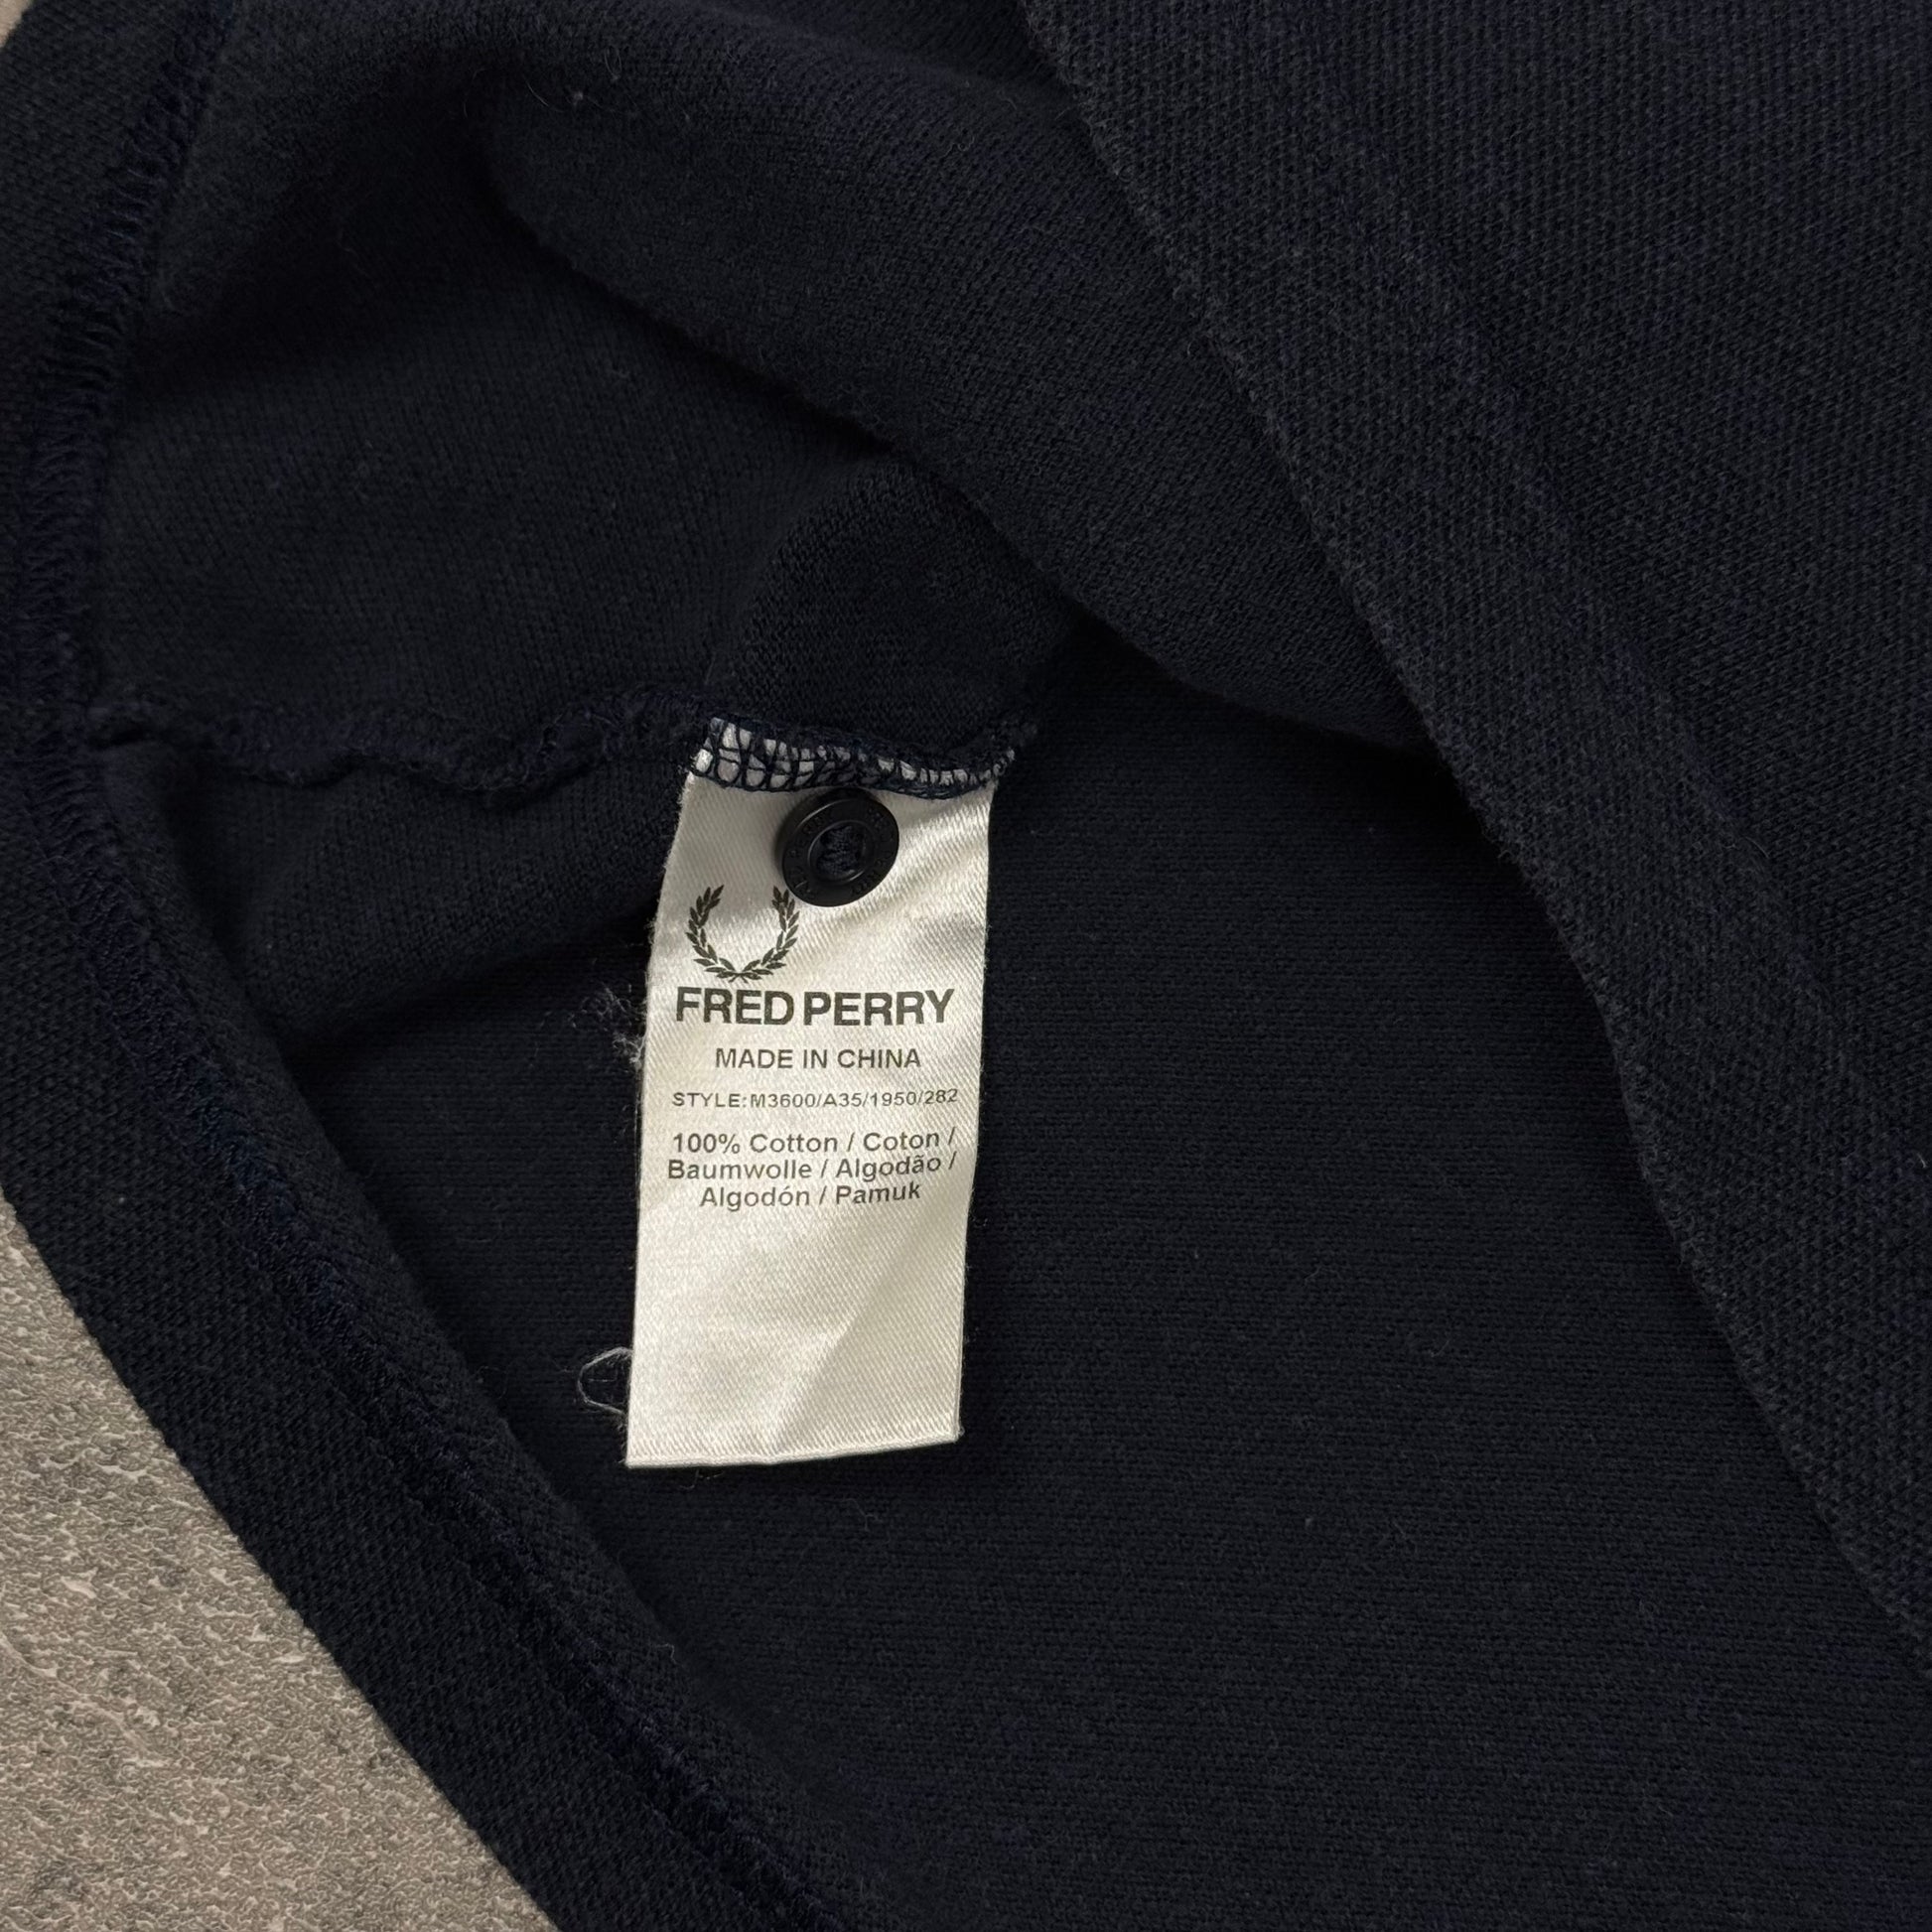 FRED PERRY
MADE IN CHINA
STYLE:M3600/A35/1950/282
100% Cotton / Coton /
Baumwolle / Algodão /
Algodón / Pamuk